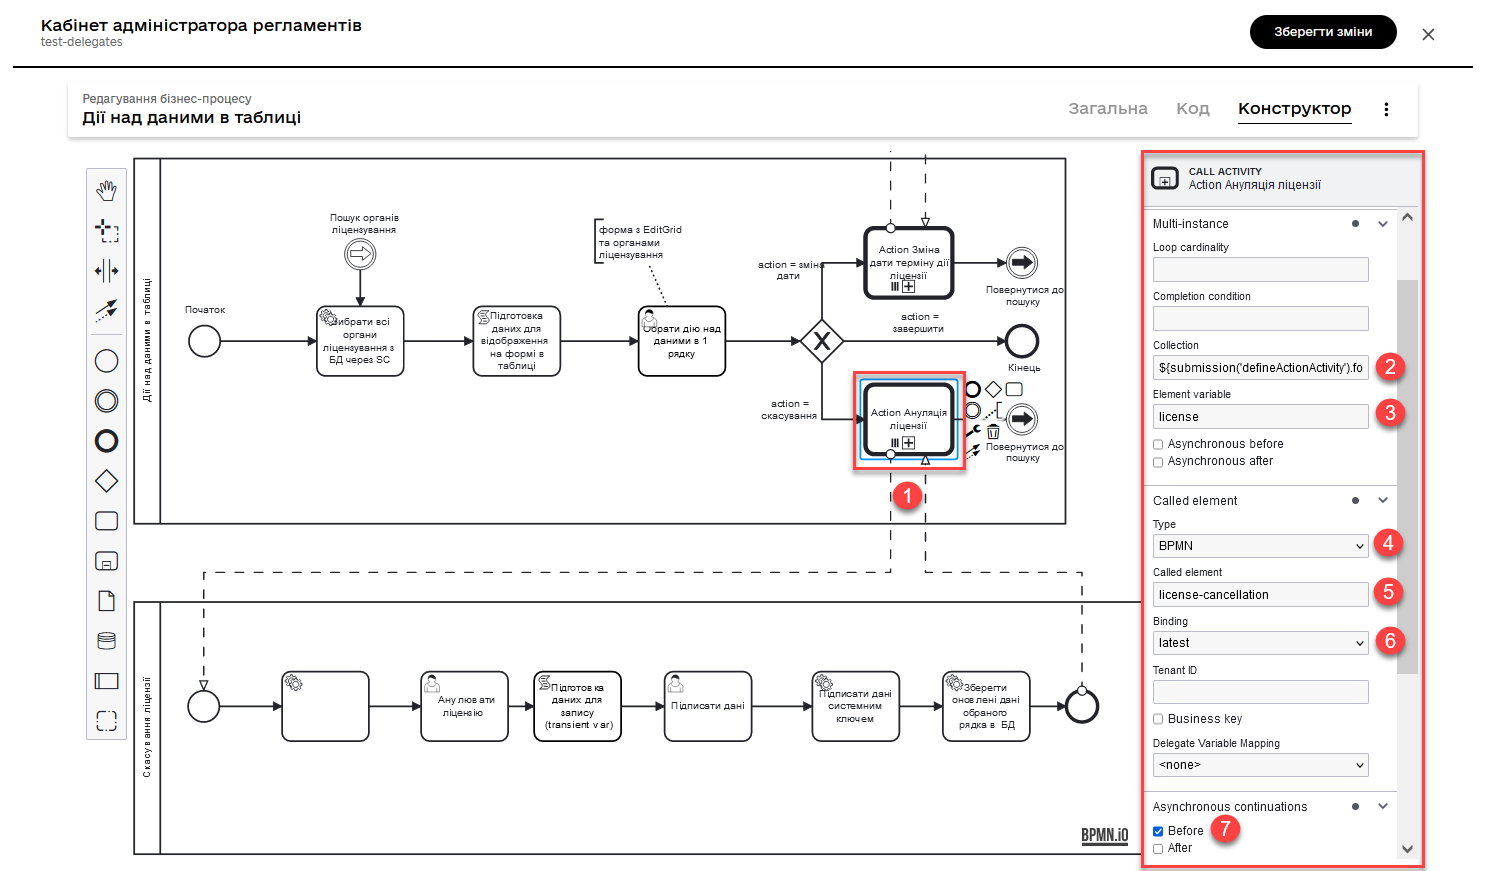 Кабінет адміністратора регламентів
test-delegates
Зберегти зміни
Редагування бізнес-процесу
Дії над даними в таблиці
Загальна
Код
Конструктор
Дії над даними в таблиці
Початок
Пошук органів
ліцензування
Вибрати всі
органи
ліцензування з
БД через SC
Підготовка
даних для
відображення
на формі в
таблиці
форма з EditGrid
та органами
ліцензування
Обрати дію над
даними в 1
рядку
action = зміна
дати
Action Зміна
дати терміну дії
ліцензії
Повернутися до
пошуку
action =
завершити
Кінець
action =
скасування
Action Ануляція
ліцензії
Повернутися до
пошуку
1
Скасування ліцензії
Анулювати
ліцензію
Підготовка
даних для
запису
(transient var)
Підписати дані
Підписати дані
системним
ключем
Зберегти
оновлені дані
обраного
рядка в БД
BPMN.iO
CALL ACTIVITY
Action Ануляція ліцензії
Multi-instance
Loop cardinality
Completion condition
Collection
${submission('defineActionActivity').fo
2
Element variable
license
3
Asynchronous before
Asynchronous after
Called element
Type
BPMN
4
Called element
license-cancellation
5
Binding
latest
6
Tenant ID
Business key
Delegate Variable Mapping
<none>
Asynchronous continuations
Before
7
After